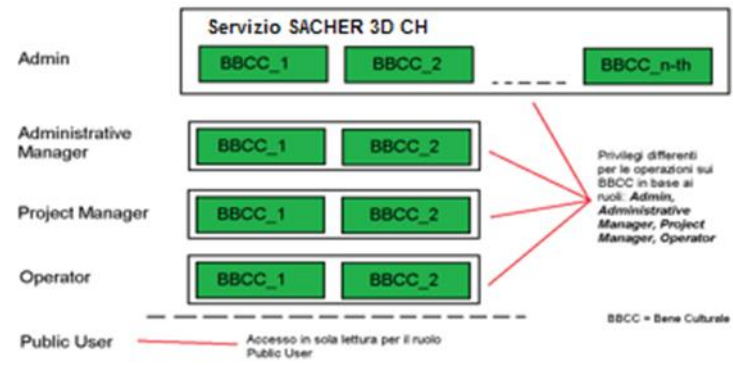 Servizio SACHER 3D CH
Admin
BBCC_1
BBCC_2
BBCC_n-th
Administrative
Manager
BBCC_1
BBCC_2
Privilegi differenti
per le operazioni sui
BBCC in base ai
ruoli: Admin,
Administrative
Manager, Project
Manager, Operator
Project Manager
BBCC_1
BBCC_2
Operator
BBCC_1
BBCC_2
BBCC = Bene Culturale
Public User
Accesso in sola lettura per il ruolo
Public User